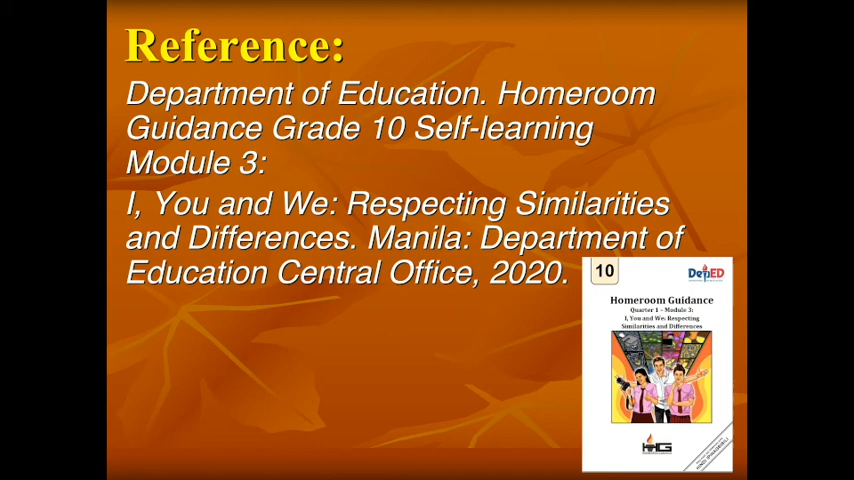 Reference:
Department of Education. Homeroom
Guidance Grade 10 Self-learning
Module 3:
I, You and We: Respecting Similarities
and Differences. Manila: Department of
Education Central Office, 2020.
10
DepED
Homeroom Guidance
Quarter 1 – Module 3:
I, You and We: Respecting
Similarities and Differences
HG